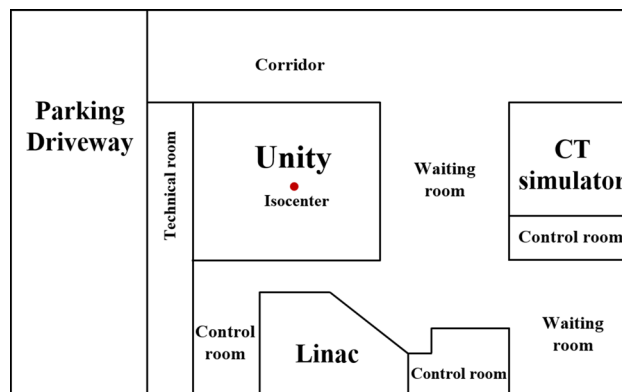 Corridor
Parking
Driveway
Technical room
Unity
Isocenter
Waiting
room
CT
simulator
Control room
Control
room
Linac
Control room
Waiting
room